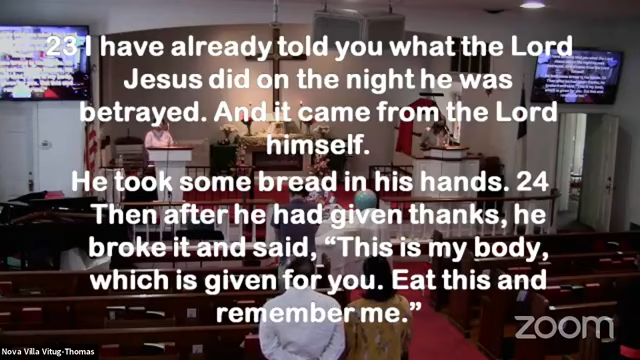 23 I have already told you what the Lord
Jesus did on the night he was
betrayed. And it came from the Lord
himself.
He took some bread in his hands. 24
Then after he had given thanks, he
broke it and said, “This is my body,
which is given for you. Eat this and
remember me.”
zoom
Nova Villa Vitug-Thomas